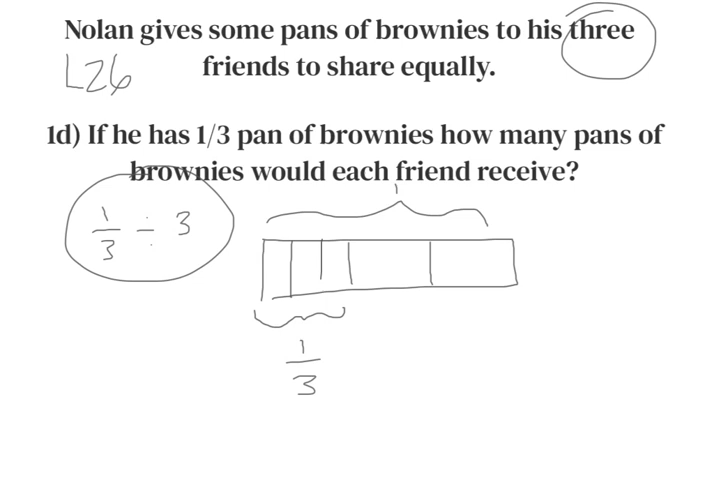 Nolan gives some pans of brownies to his three
L26
friends to share equally.
1d) If he has 1/3 pan of brownies how many pans of
brownies would each friend receive?
1
1/3 ÷ 3
1/3